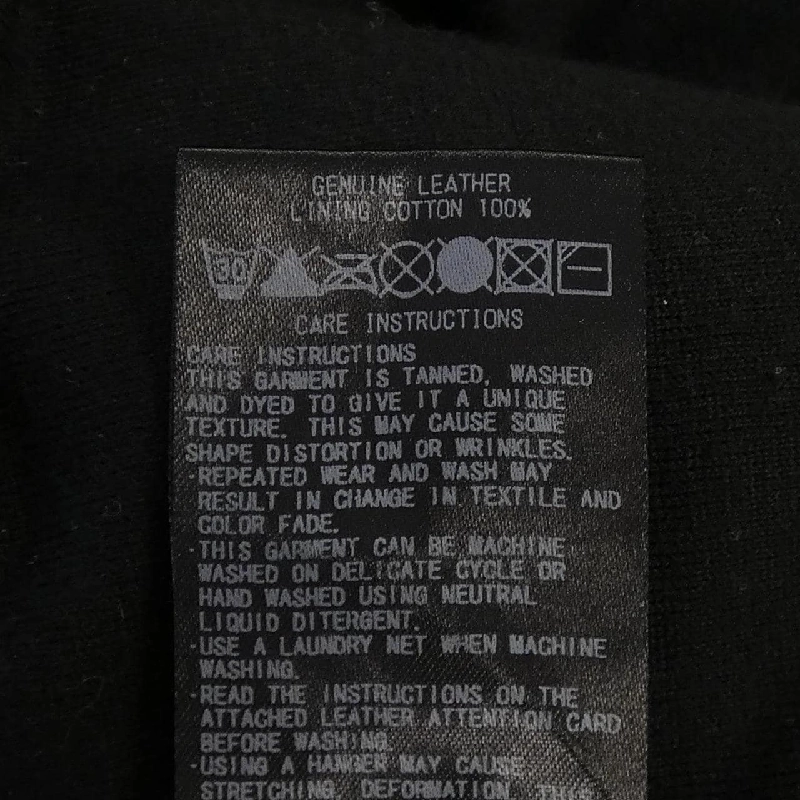 GENUINE LEATHER
LINING COTTON 100%
30
CARE INSTRUCTIONS
CARE INSTRUCTIONS
THIS GARMENT IS TANNED, WASHED
AND DYED TO GIVE IT A UNIQUE
TEXTURE. THIS MAY CAUSE SOME
SHAPE DISTORTION OR WRINKLES.
·REPEATED WEAR AND WASH MAY
RESULT IN CHANGE IN TEXTILE AND
COLOR FADE.
·THIS GARMENT CAN BE MACHINE
WASHED ON DELICATE CYCLE OR
HAND WASHED USING NEUTRAL
LIQUID DITERGENT.
·USE A LAUNDRY NET WHEN MACHINE
WASHING.
·READ THE INSTRUCTIONS ON THE
ATTACHED LEATHER ATTENTION CARD
BEFORE WASHING.
·USING A HANGER MAY CAUSE
STRETCHING, DEFORMATION, THIS